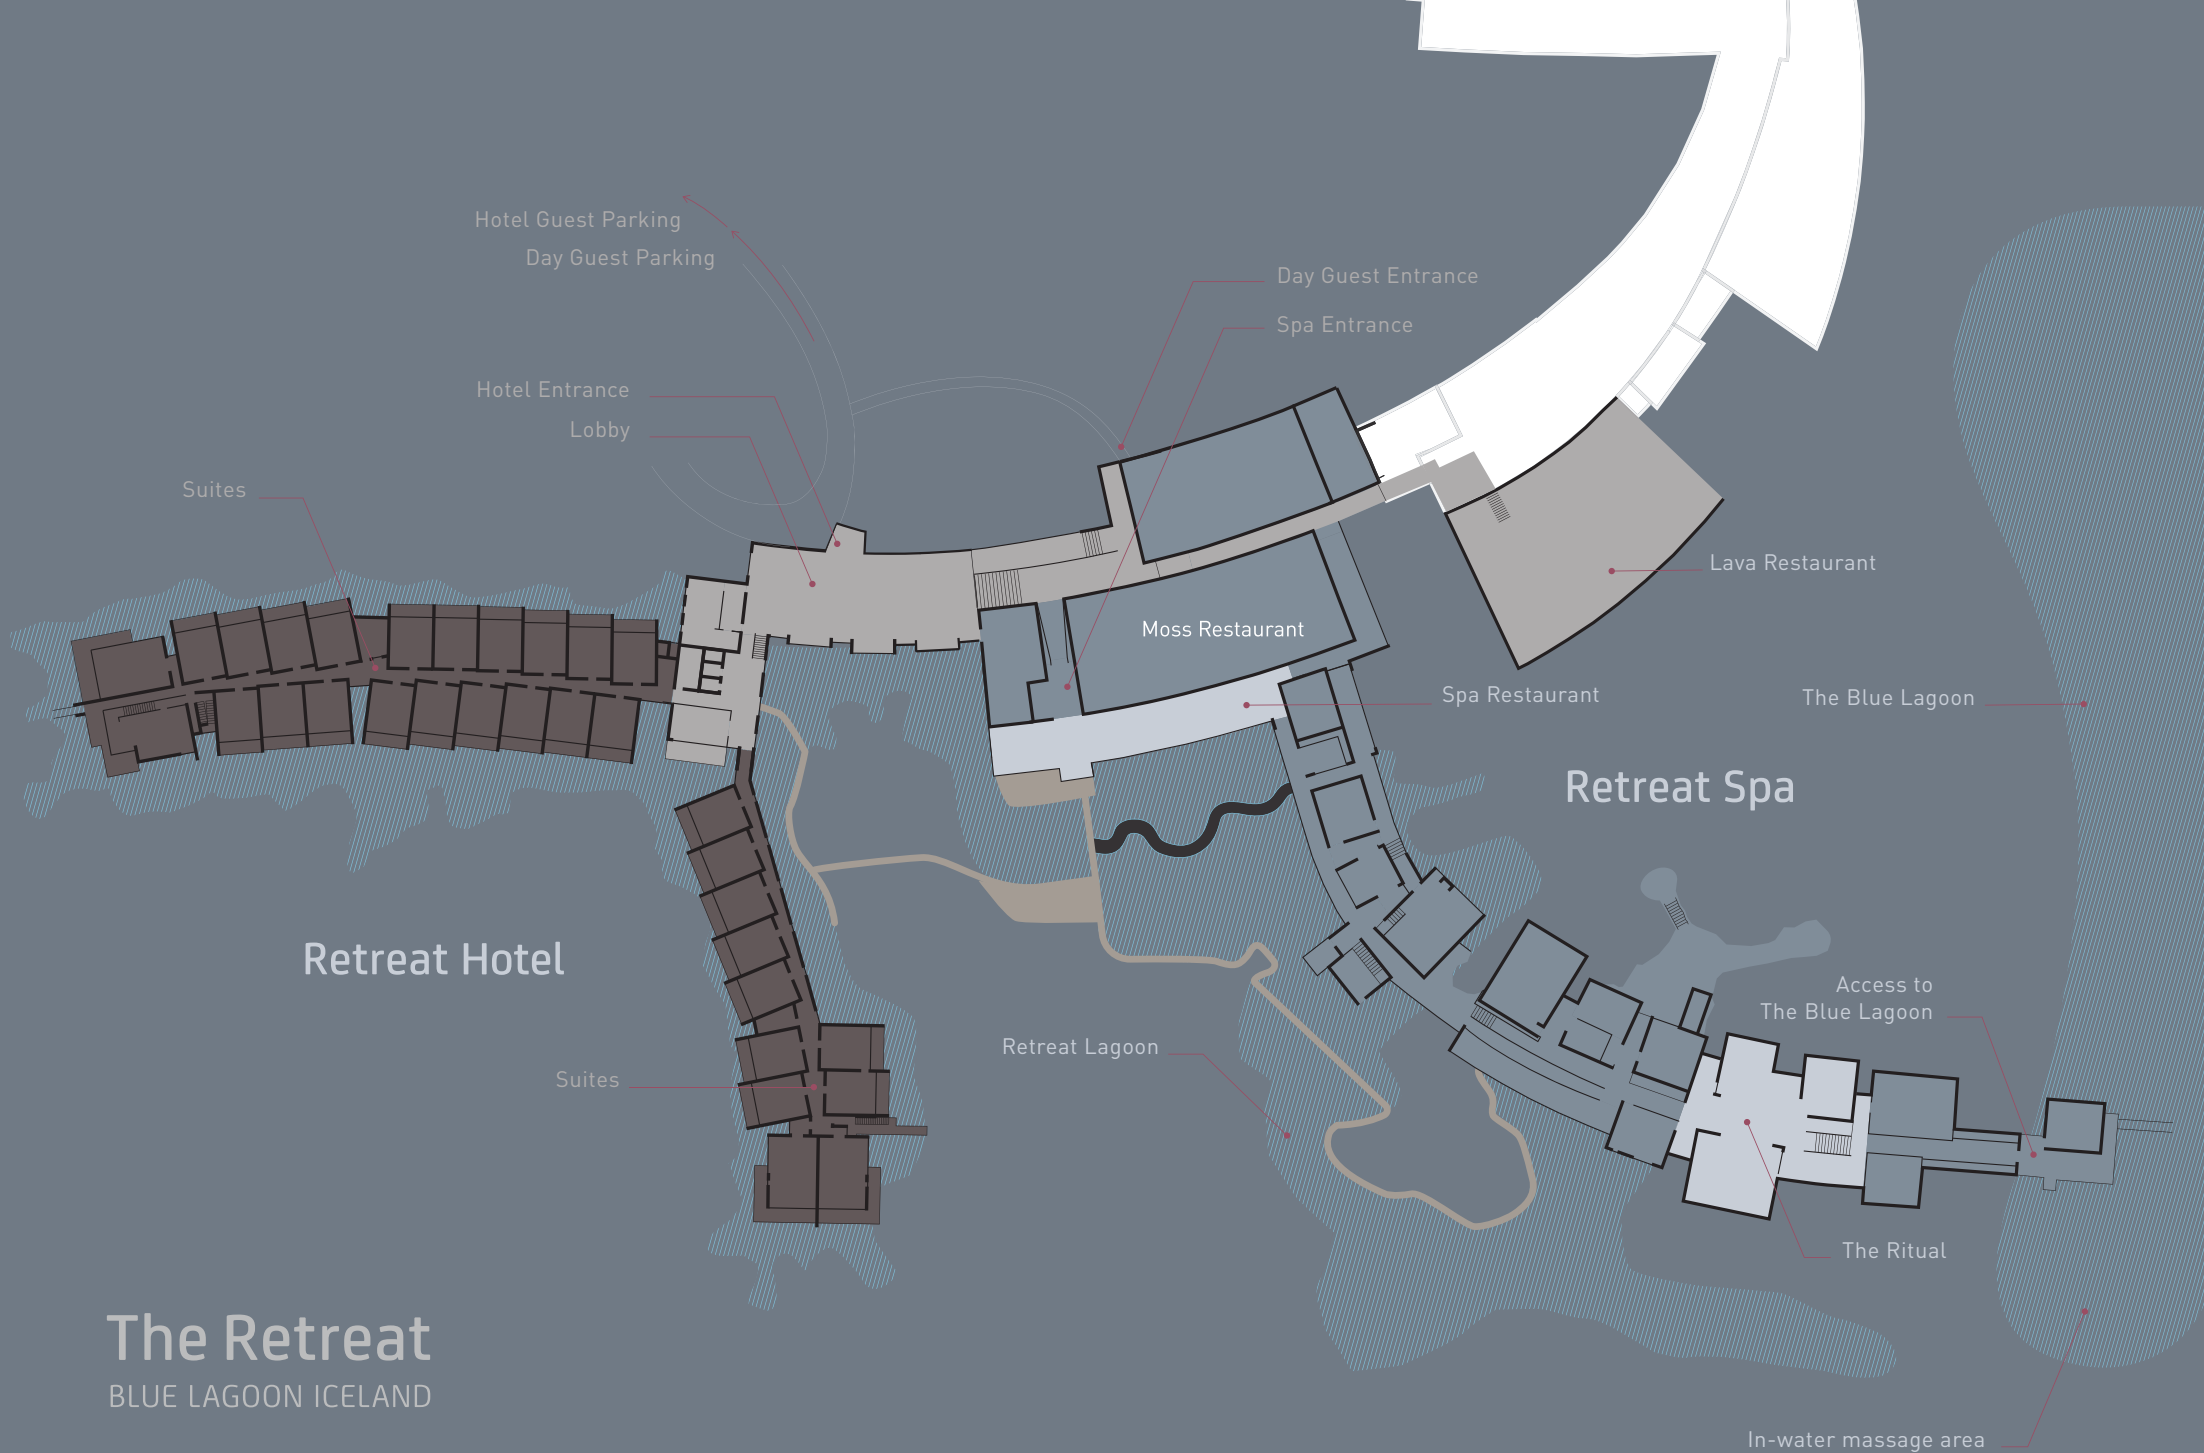 Hotel Guest Parking
Day Guest Parking
Day Guest Entrance
Spa Entrance
Hotel Entrance
Lobby
Suites
Lava Restaurant
Moss Restaurant
Spa Restaurant
The Blue Lagoon
Retreat Spa
Retreat Hotel
Access to
The Blue Lagoon
Retreat Lagoon
Suites
The Ritual
The Retreat
BLUE LAGOON ICELAND
In-water massage area